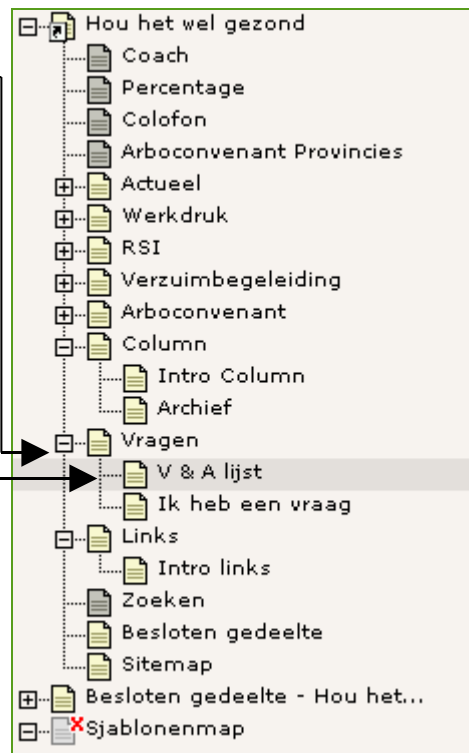 Hou het wel gezond
Coach
Percentage
Colofon
Arboconvenant Provincies
Actueel
Werkdruk
RSI
Verzuimbegeleiding
Arboconvenant
Column
Intro Column
Archief
Vragen
V & A lijst
Ik heb een vraag
Links
Intro links
Zoeken
Besloten gedeelte
Sitemap
Besloten gedeelte - Hou het...
Sjablonenmap